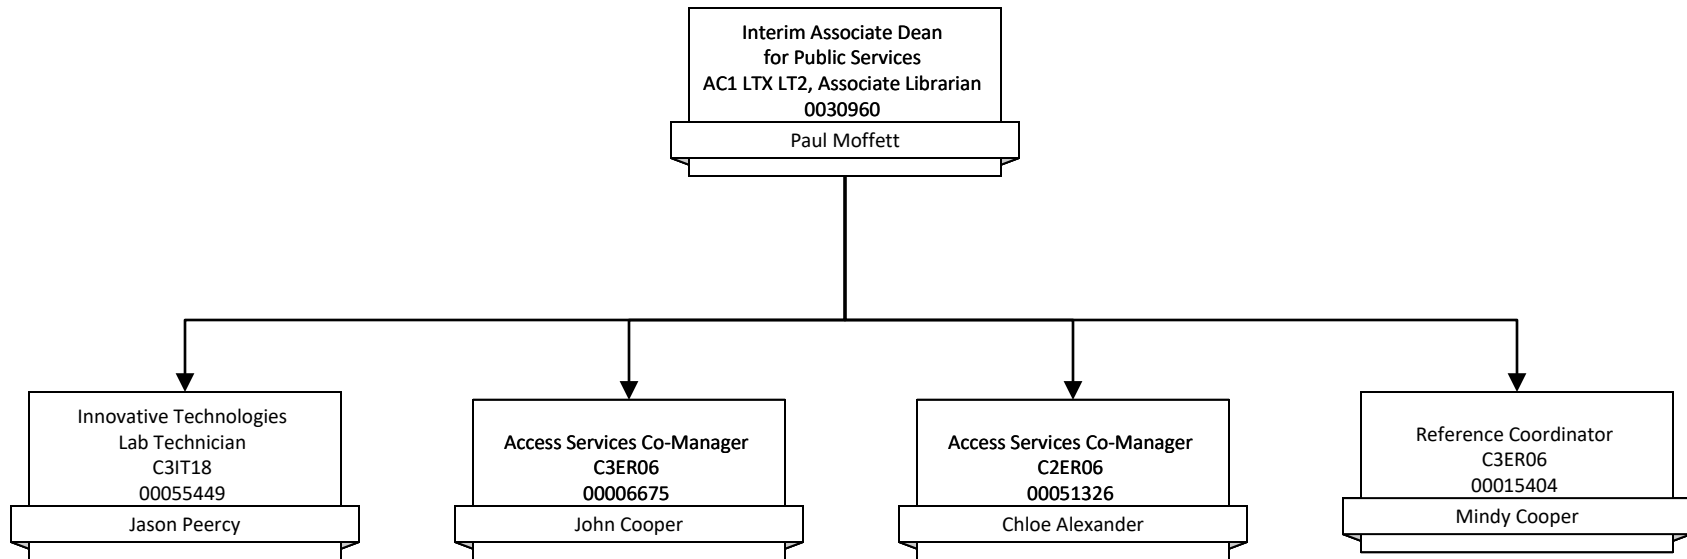 Interim Associate Dean
for Public Services
AC1 LTX LT2, Associate Librarian
0030960
Paul Moffett
Innovative Technologies
Lab Technician
C3IT18
00055449
Jason Peercy
Access Services Co-Manager
C3ER06
00006675
John Cooper
Access Services Co-Manager
C2ER06
00051326
Chloe Alexander
Reference Coordinator
C3ER06
00015404
Mindy Cooper